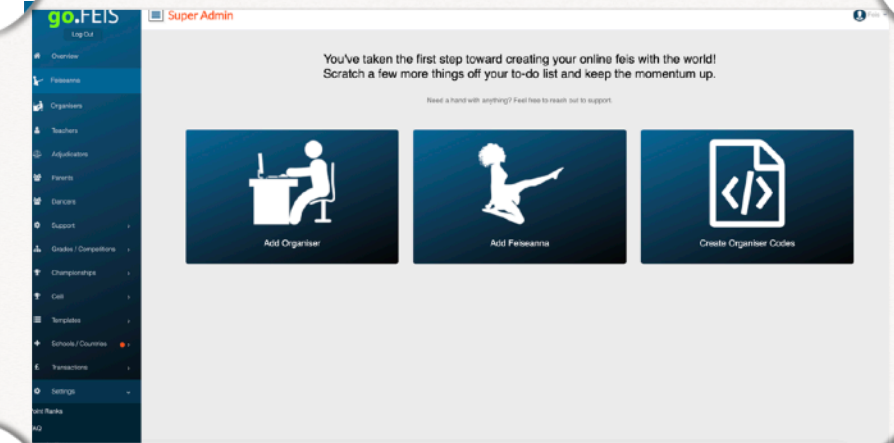 go.FEIS
Log Out
Super Admin
Feis
Overview
Feiseanna
Organisers
Teachers
Adjudicators
Parents
Dancers
Support
Grades / Competitions
Championships
Ceili
Templates
Schools / Countries
Transactions
Settings
Point Ranks
You've taken the first step toward creating your online feis with the world!
Scratch a few more things off your to-do list and keep the momentum up.
Need a hand with anything? Feel free to reach out to support.
Add Organiser
Add Feiseanna
</>
Create Organiser Codes